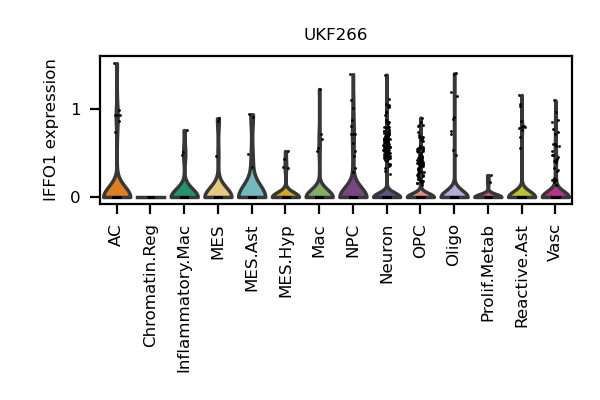 UKF266
IFFO1 expression
1
0
AC
Chromatin.Reg
Inflammatory.Mac
MES
MES.Ast
MES.Hyp
Mac
NPC
Neuron
OPC
Oligo
Prolif.Metab
Reactive.Ast
Vasc